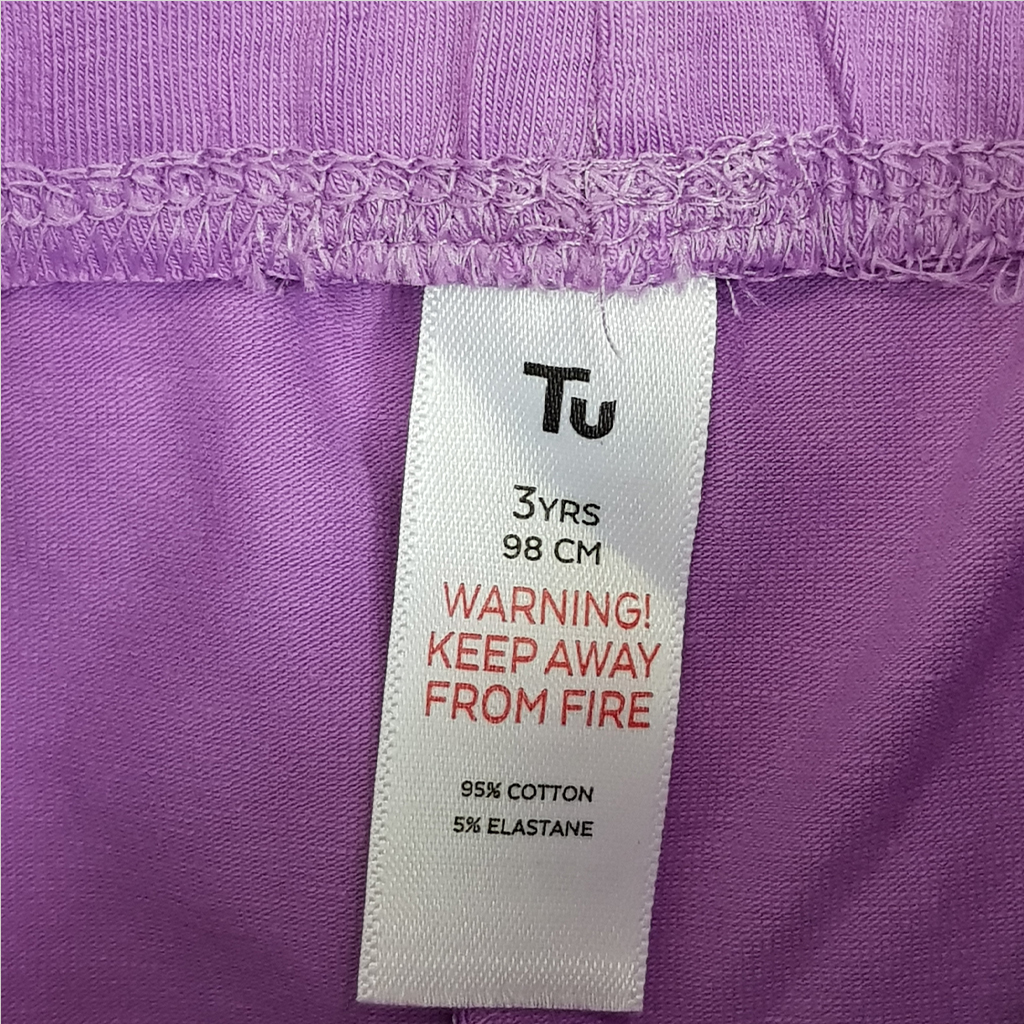 Tu
3YRS
98 CM
WARNING!
KEEP AWAY
FROM FIRE
95% COTTON
5% ELASTANE